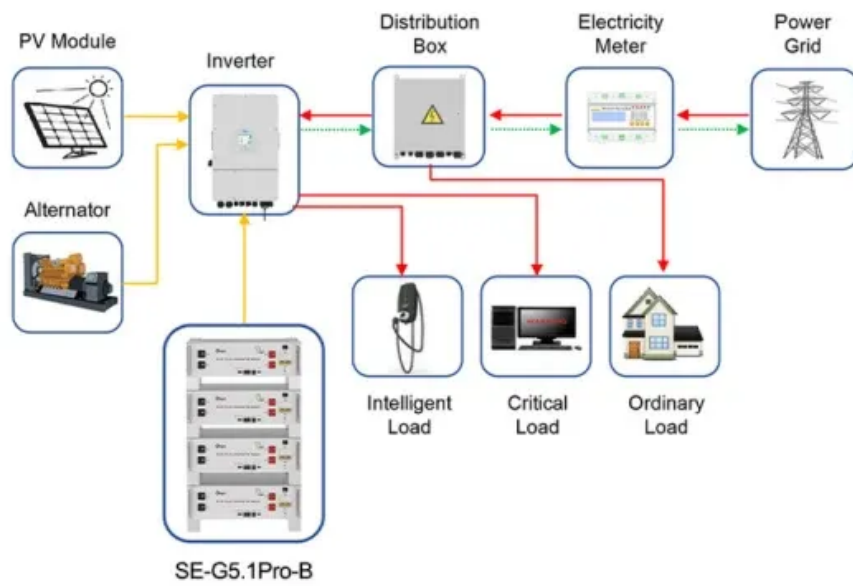 PV Module
Inverter
Distribution
Box
Electricity
Meter
Power
Grid
Alternator
Intelligent
Load
Critical
Load
Ordinary
Load
SE-G5.1Pro-B